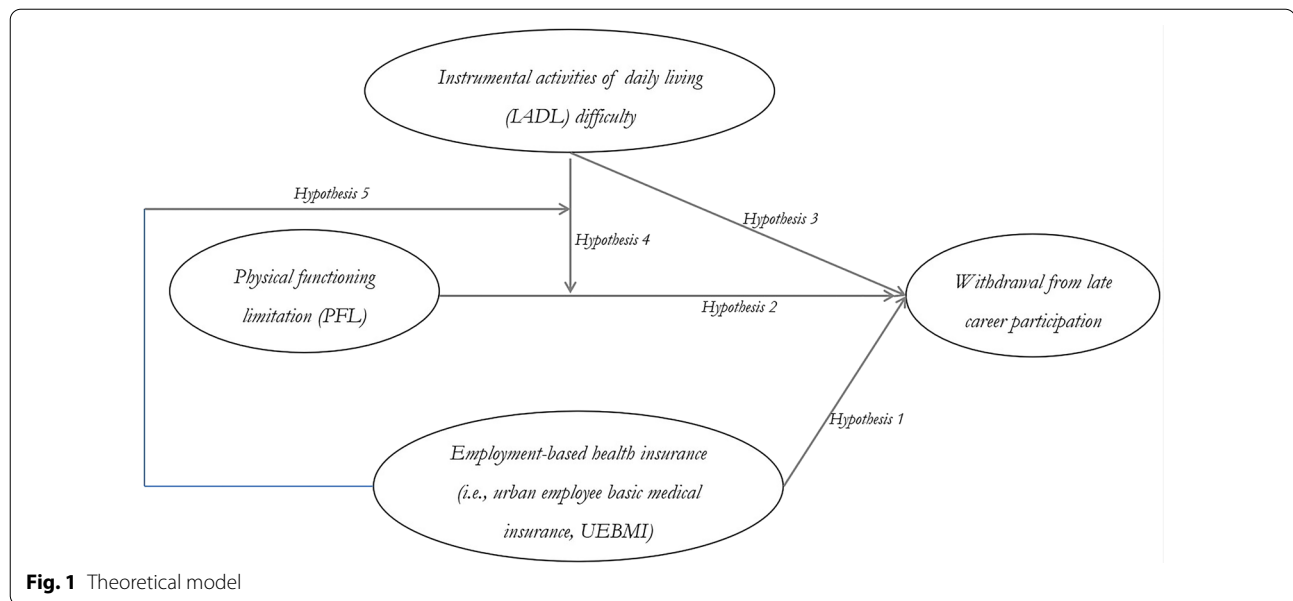 Instrumental activities of daily living
(IADL) difficulty
Hypothesis 5
Hypothesis 3
Hypothesis 4
Physical functioning
limitation (PFL)
Withdrawal from late
career participation
Hypothesis 2
Hypothesis 1
Employment-based health insurance
(i.e., urban employee basic medical
insurance, UEBMI)
Fig. 1 Theoretical model